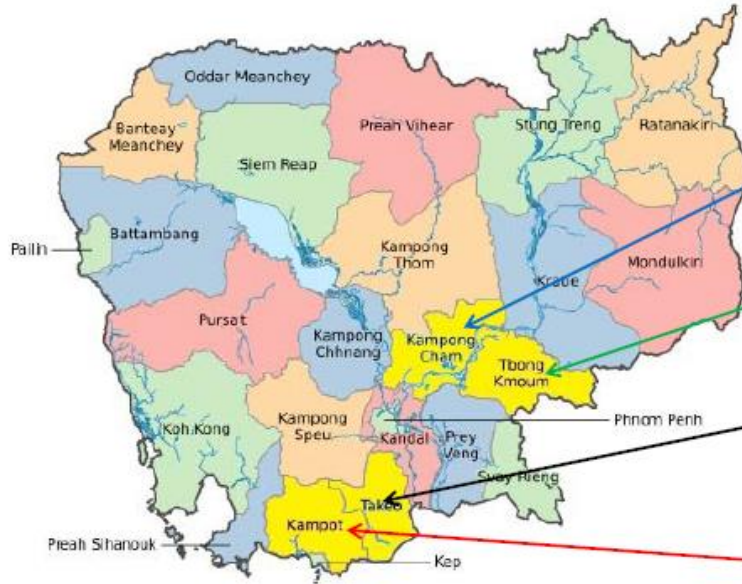 Oddar Meanchey
Banteay
Meanchey
Preah Vihear
Stung Treng
Ratanakiri
Siem Reap
Battambang
Pailin
Kampong
Thom
Kratie
Mondulkiri
Pursat
Kampong
Chhnang
Kampong
Cham
Tbong
Kmoum
Koh Kong
Kampong
Speu
Kandal
Phnom Penh
Prey
Veng
Svay Rieng
Takeo
Kampot
Preah Sihanouk
Kep